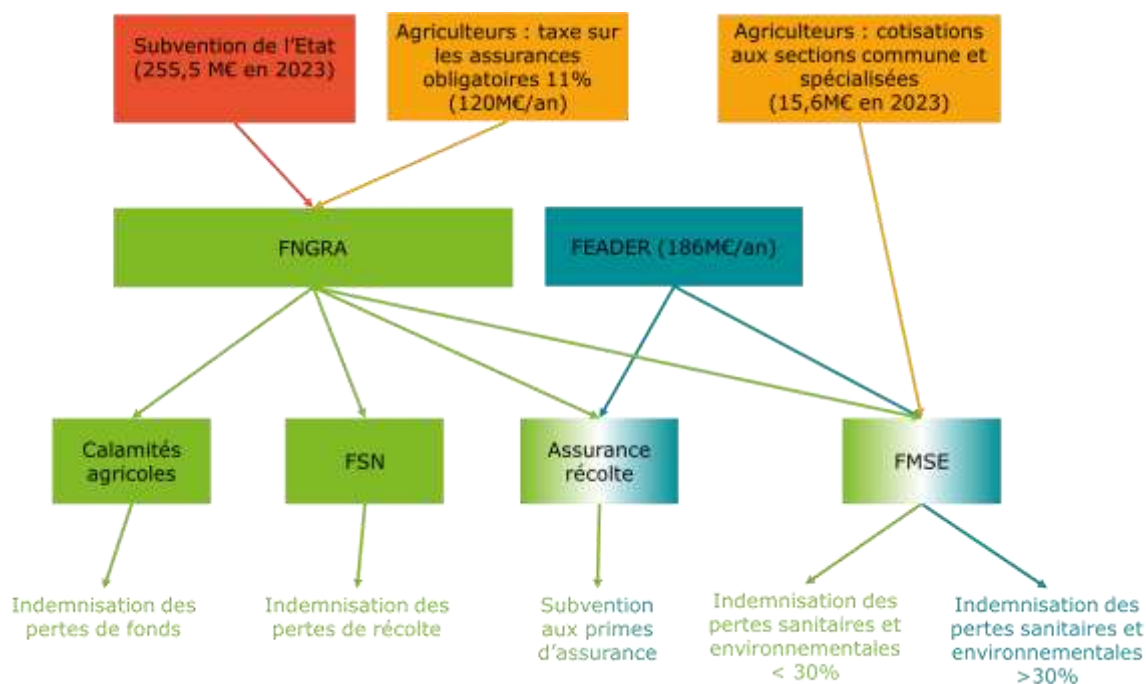 Subvention de l'Etat
(255,5 M€ en 2023)
Agriculteurs : taxe sur
les assurances
obligatoires 11%
(120M€/an)
Agriculteurs : cotisations
aux sections commune et
spécialisées
(15,6M€ en 2023)
FNGRA
FEADER (186M€/an)
Calamités
agricoles
FSN
Assurance
récolte
FMSE
Indemnisation des
pertes de fonds
Indemnisation des
pertes de récolte
Subvention
aux primes
d'assurance
Indemnisation des
pertes sanitaires et
environnementales
< 30%
Indemnisation des
pertes sanitaires et
environnementales
>30%